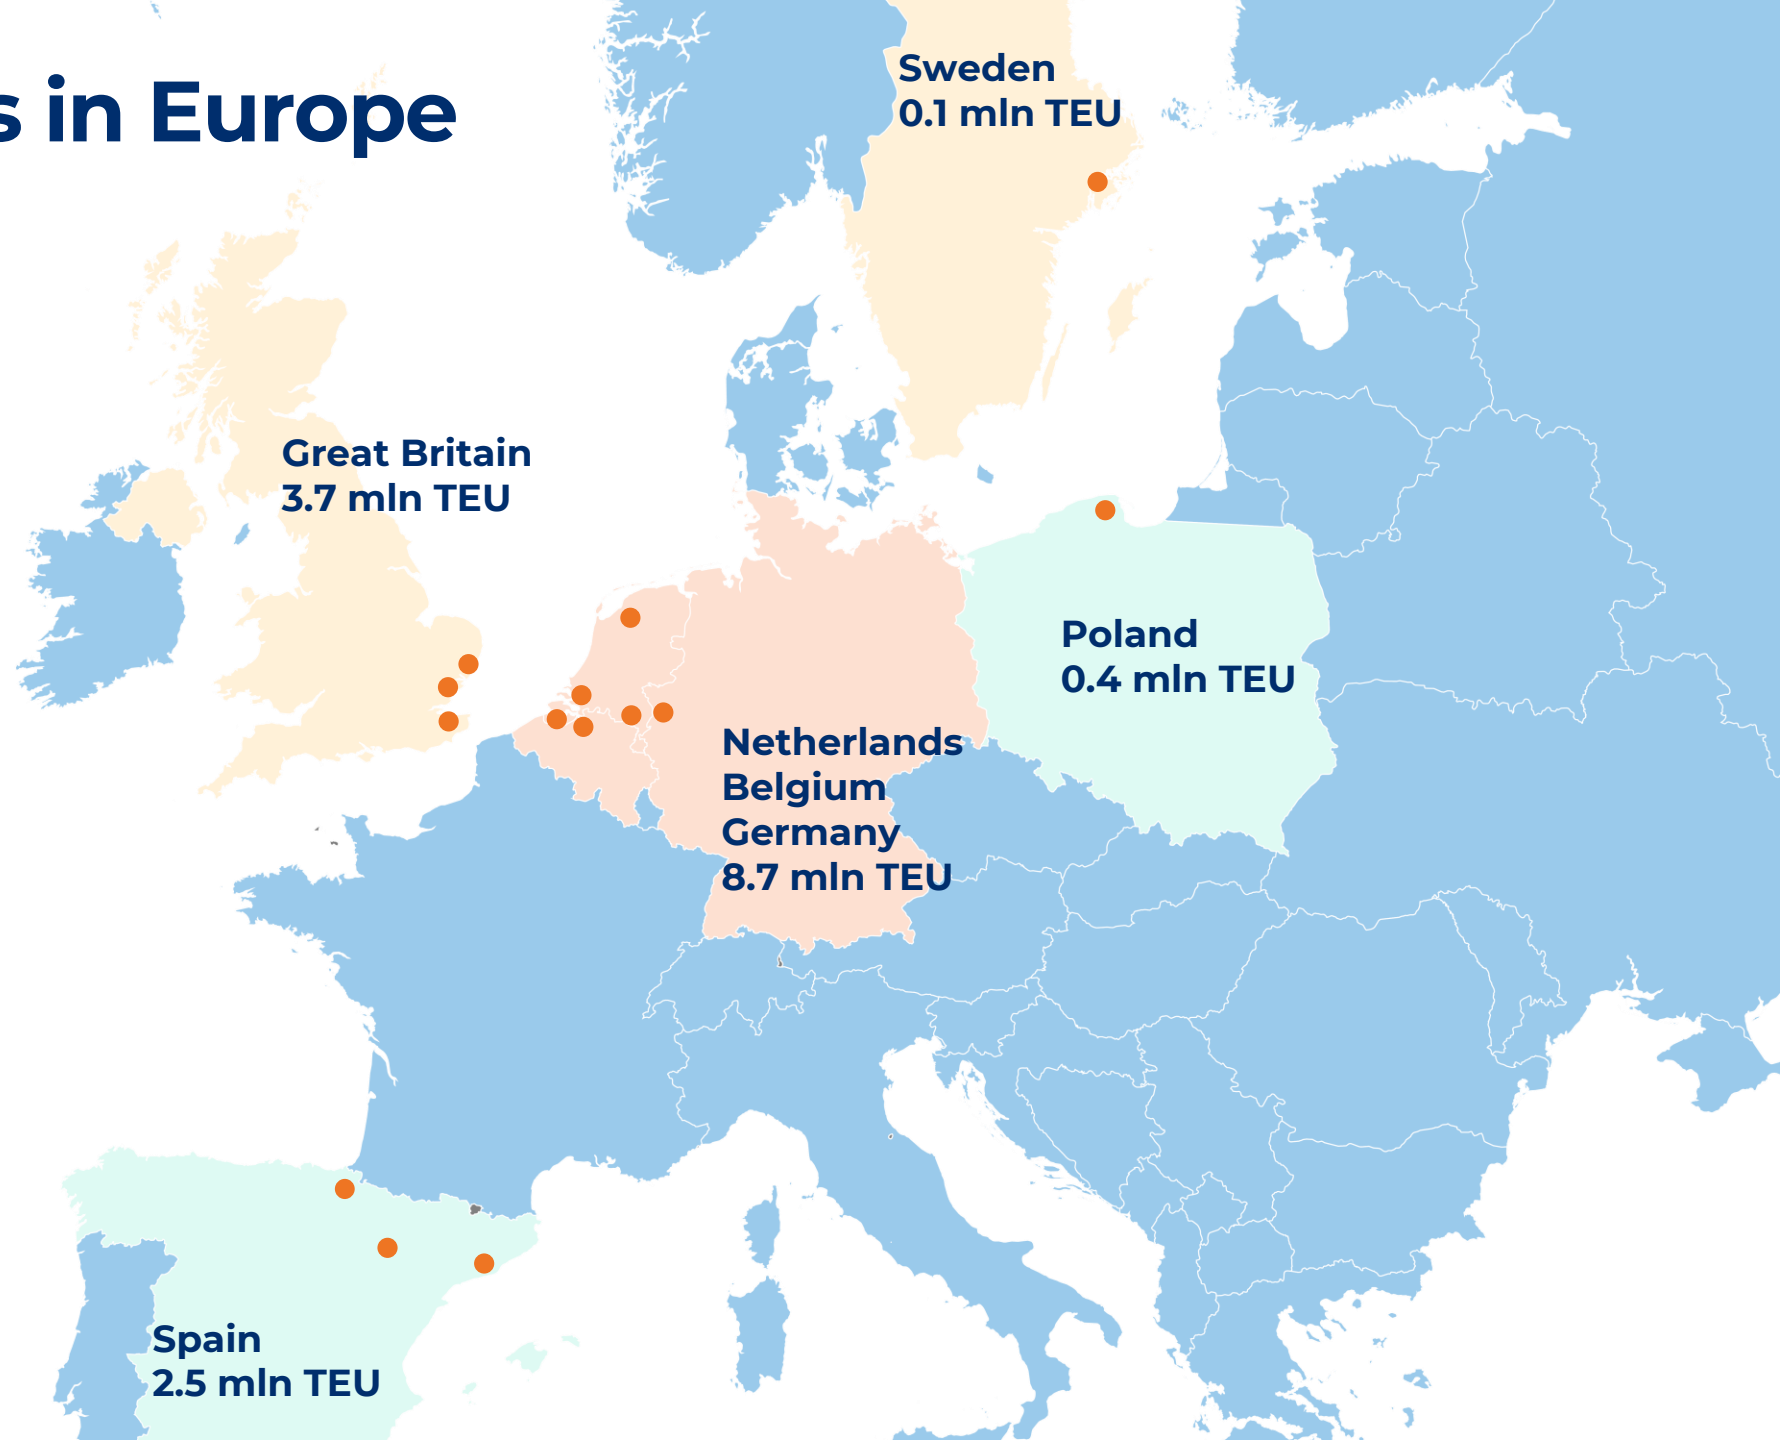 s in Europe
Sweden
0.1 mln TEU
Great Britain
3.7 mln TEU
Poland
0.4 mln TEU
Netherlands
Belgium
Germany
8.7 mln TEU
Spain
2.5 mln TEU